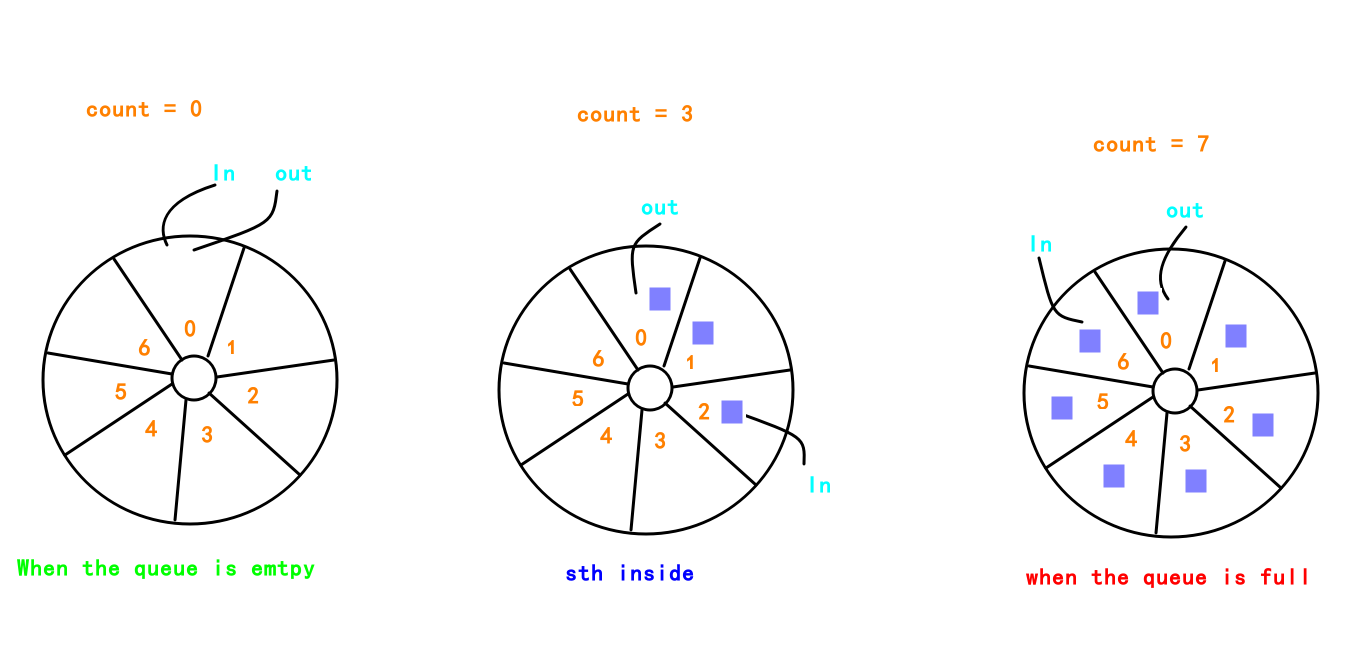 count = 0
In out
0
1
2
3
4
5
6
When the queue is emtpy
count = 3
out
0
1
2
3
4
5
6
In
sth inside
count = 7
out
In
0
1
2
3
4
5
6
when the queue is full